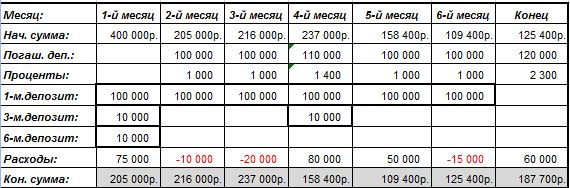 Месяц: 1-й месяц 2-й месяц 3-й месяц 4-й месяц 5-й месяц 6-й месяц Конец
Нач. сумма: 400 000р. 205 000р. 216 000р. 237 000р. 158 400р. 109 400р. 125 400р.
Погаш. деп.: 100 000 100 000 110 000 100 000 100 000 120 000
Проценты: 1 000 1 000 1 400 1 000 1 000 2 300
1-м.депозит: 100 000 100 000 100 000 100 000 100 000 100 000
3-м.депозит: 10 000 10 000
6-м.депозит: 10 000
Расходы: 75 000 -10 000 -20 000 80 000 50 000 -15 000 60 000
Кон. сумма: 205 000р. 216 000р. 237 000р. 158 400р. 109 400р. 125 400р. 187 700р.